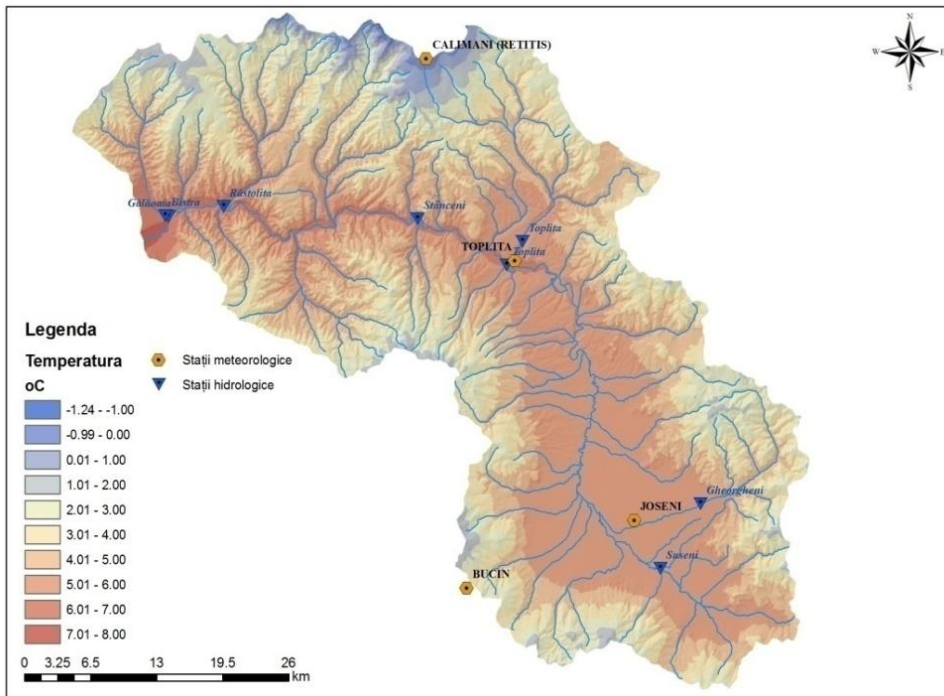 N
W E
S
CALIMANI (RETITIS)
Bistra
Răstolita
Stânceni
Toplita
TOPLITA
Toplita
Gheorgheni
JOSENI
Suseni
BUCIN
Legenda
Temperatura
oC
-1.24 - -1.00
-0.99 - 0.00
0.01 - 1.00
1.01 - 2.00
2.01 - 3.00
3.01 - 4.00
4.01 - 5.00
5.01 - 6.00
6.01 - 7.00
7.01 - 8.00
Stații meteorologice
Stații hidrologice
0 3.25 6.5 13 19.5 26
km